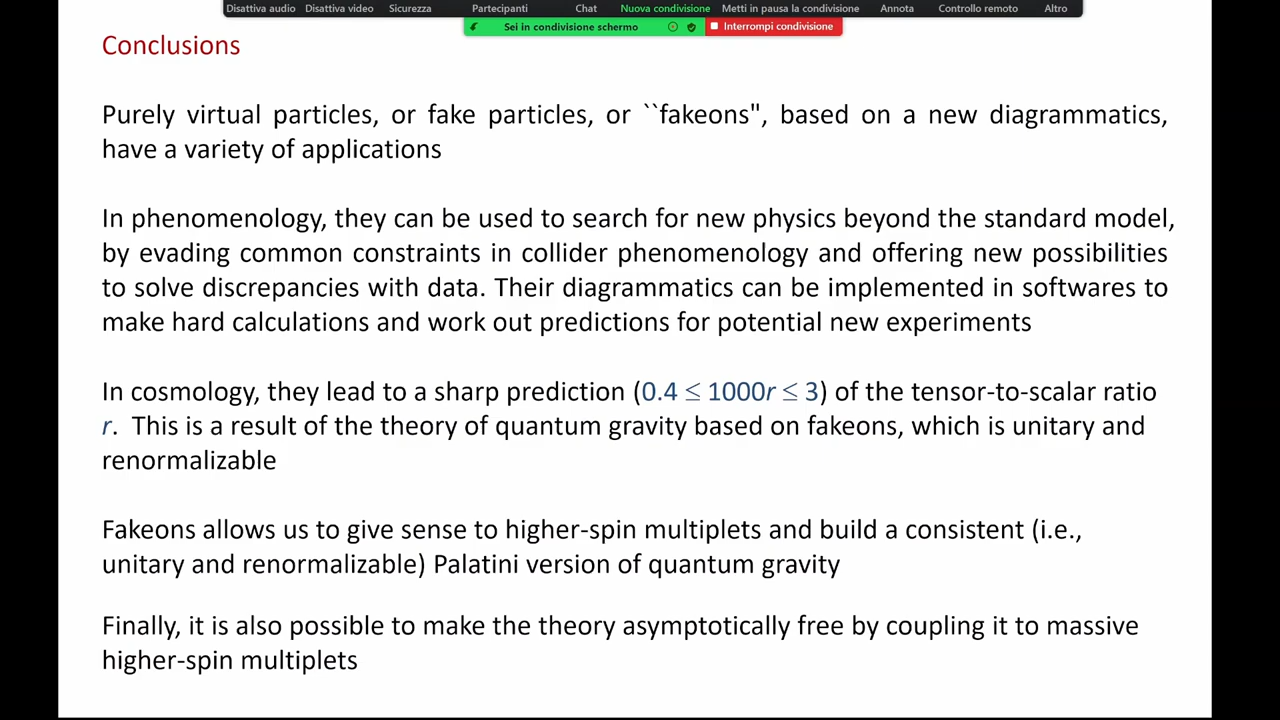 Disattiva audio Disattiva video Sicurezza Partecipanti Chat Nuova condivisione Metti in pausa la condivisione Annota Controllo remoto Altro
Sei in condivisione schermo Interrompi condivisione
Conclusions
Purely virtual particles, or fake particles, or ``fakeons", based on a new diagrammatics,
have a variety of applications
In phenomenology, they can be used to search for new physics beyond the standard model,
by evading common constraints in collider phenomenology and offering new possibilities
to solve discrepancies with data. Their diagrammatics can be implemented in softwares to
make hard calculations and work out predictions for potential new experiments
In cosmology, they lead to a sharp prediction (0.4 ≤ 1000r ≤ 3) of the tensor-to-scalar ratio
r. This is a result of the theory of quantum gravity based on fakeons, which is unitary and
renormalizable
Fakeons allows us to give sense to higher-spin multiplets and build a consistent (i.e.,
unitary and renormalizable) Palatini version of quantum gravity
Finally, it is also possible to make the theory asymptotically free by coupling it to massive
higher-spin multiplets